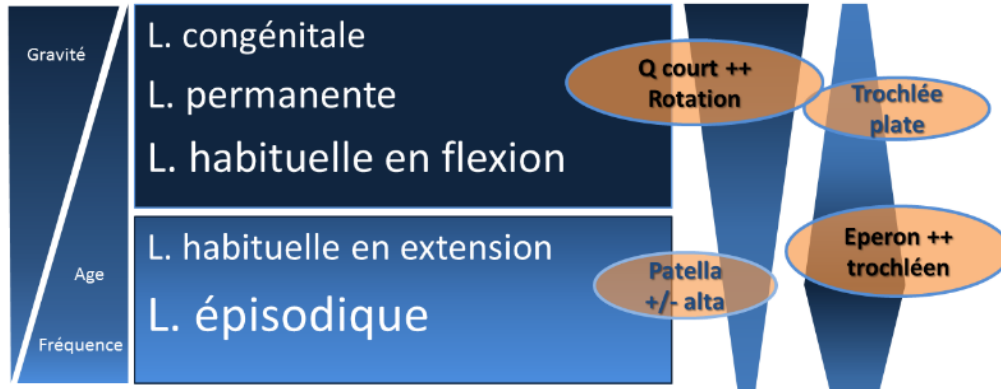 Gravité
Age
Fréquence
L. congénitale
L. permanente
L. habituelle en flexion
L. habituelle en extension
L. épisodique
Q court ++
Rotation
Trochlée
plate
Patella
+/- alta
Eperon ++
trochléen